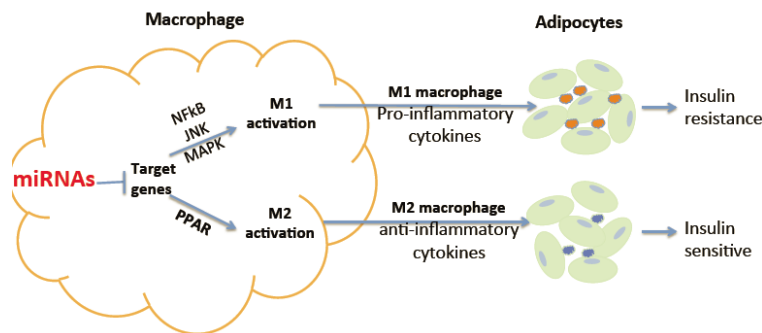 Macrophage
Adipocytes
NFkB
JNK
MAPK
M1
activation
M1 macrophage
Pro-inflammatory
cytokines
Insulin
resistance
miRNAs
Target
genes
PPAR
M2
activation
M2 macrophage
anti-inflammatory
cytokines
Insulin
sensitive